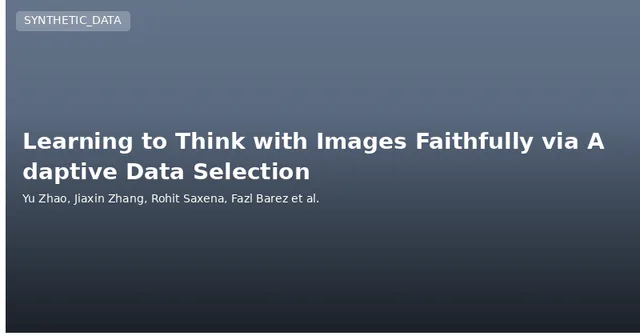 SYNTHETIC_DATA
Learning to Think with Images Faithfully via A
daptive Data Selection
Yu Zhao, Jiaxin Zhang, Rohit Saxena, Fazl Barez et al.